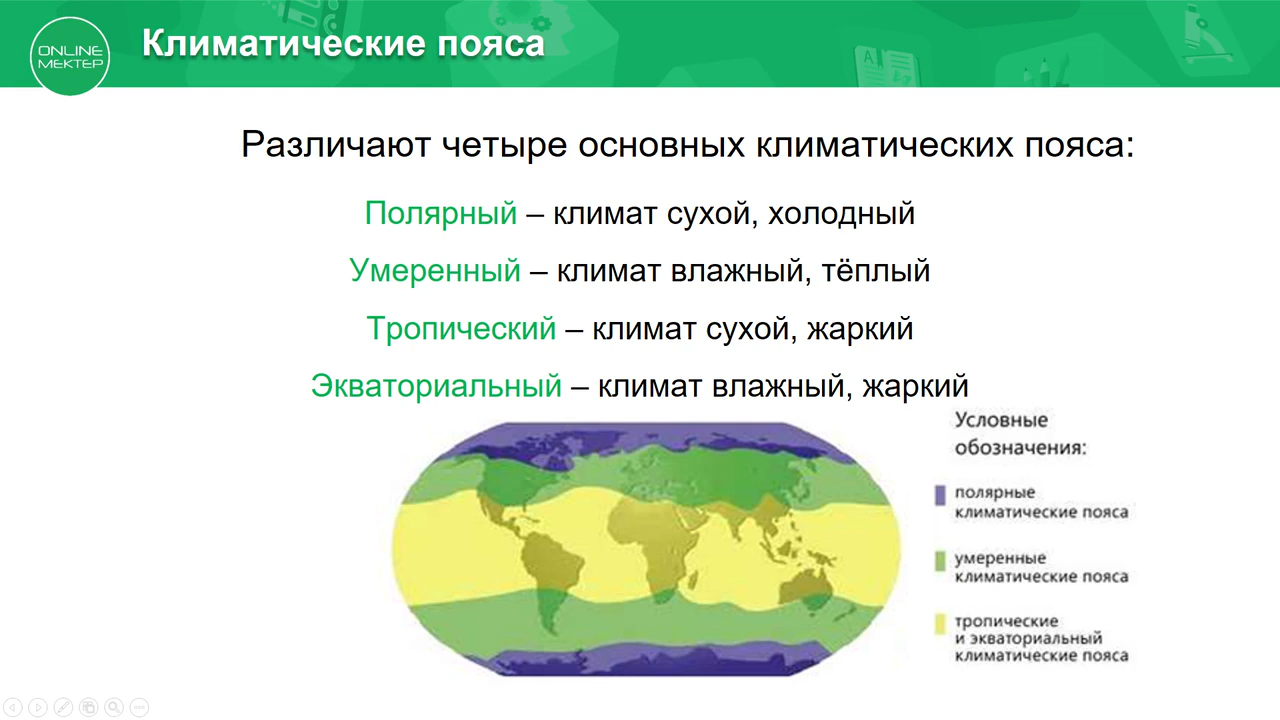 ONLINE
МЕКТЕР
Климатические пояса
Различают четыре основных климатических пояса:
Полярный – климат сухой, холодный
Умеренный – климат влажный, тёплый
Тропический – климат сухой, жаркий
Экваториальный – климат влажный, жаркий
Условные
обозначения:
полярные
климатические пояса
умеренные
климатические пояса
тропические
и экваториальный
климатические пояса